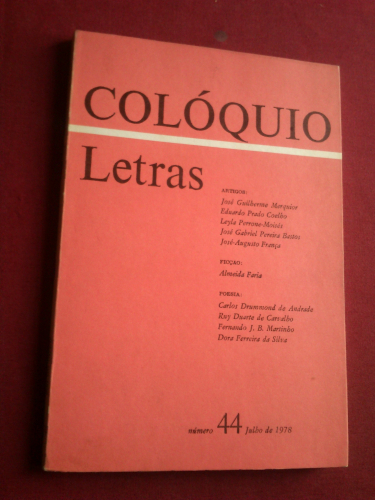 COLÓQUIO
Letras
ARTIGOS:
José Guilherme Merquior
Eduardo Prado Coelho
Leyla Perrone-Moisés
José Gabriel Pereira Bastos
José-Augusto França
FICÇÃO:
Almeida Faria
POESIA:
Carlos Drummond de Andrade
Ruy Duarte de Carvalho
Fernando J. B. Martinho
Dora Ferreira da Silva
número 44 Julho de 1978